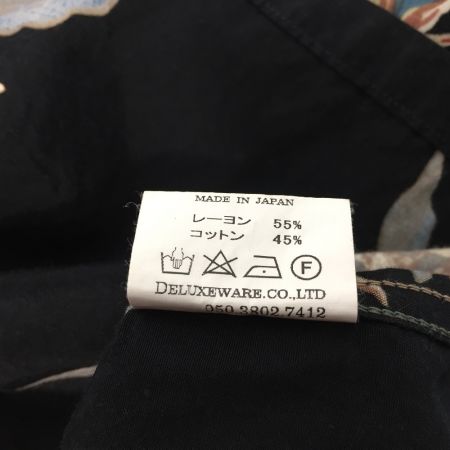 MADE IN JAPAN
レーヨン 55%
コットン 45%
F
DELUXEWARE.CO.,LTD
050 3802 7412